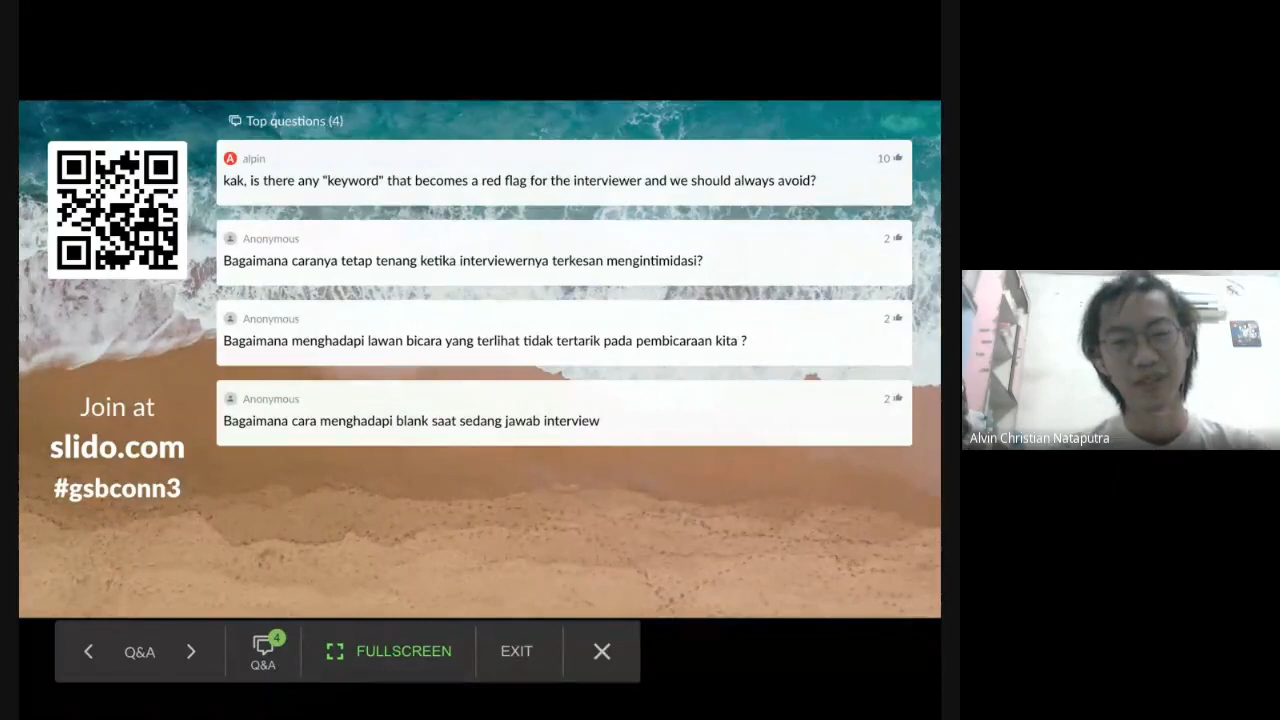 Top questions (4)
A alpin
10
kak, is there any "keyword" that becomes a red flag for the interviewer and we should always avoid?
Anonymous
2
Bagaimana caranya tetap tenang ketika interviewernya terkesan mengintimidasi?
Anonymous
2
Bagaimana menghadapi lawan bicara yang terlihat tidak tertarik pada pembicaraan kita ?
Anonymous
2
Bagaimana cara menghadapi blank saat sedang jawab interview
Join at
slido.com
#gsbconn3
Alvin Christian Nataputra
Q&A
4
Q&A
FULLSCREEN
EXIT